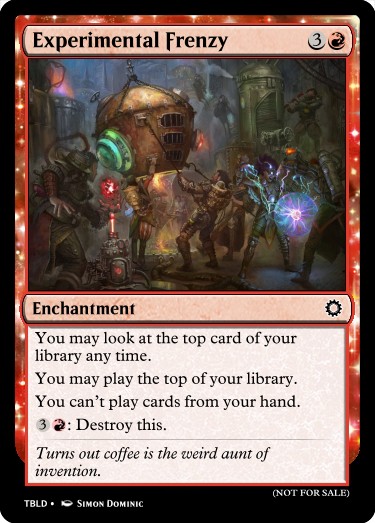 Experimental Frenzy 3
Enchantment
You may look at the top card of your
library any time.
You may play the top of your library.
You can't play cards from your hand.
3 : Destroy this.
Turns out coffee is the weird aunt of
invention.
(NOT FOR SALE)
TBLD • Simon Dominic